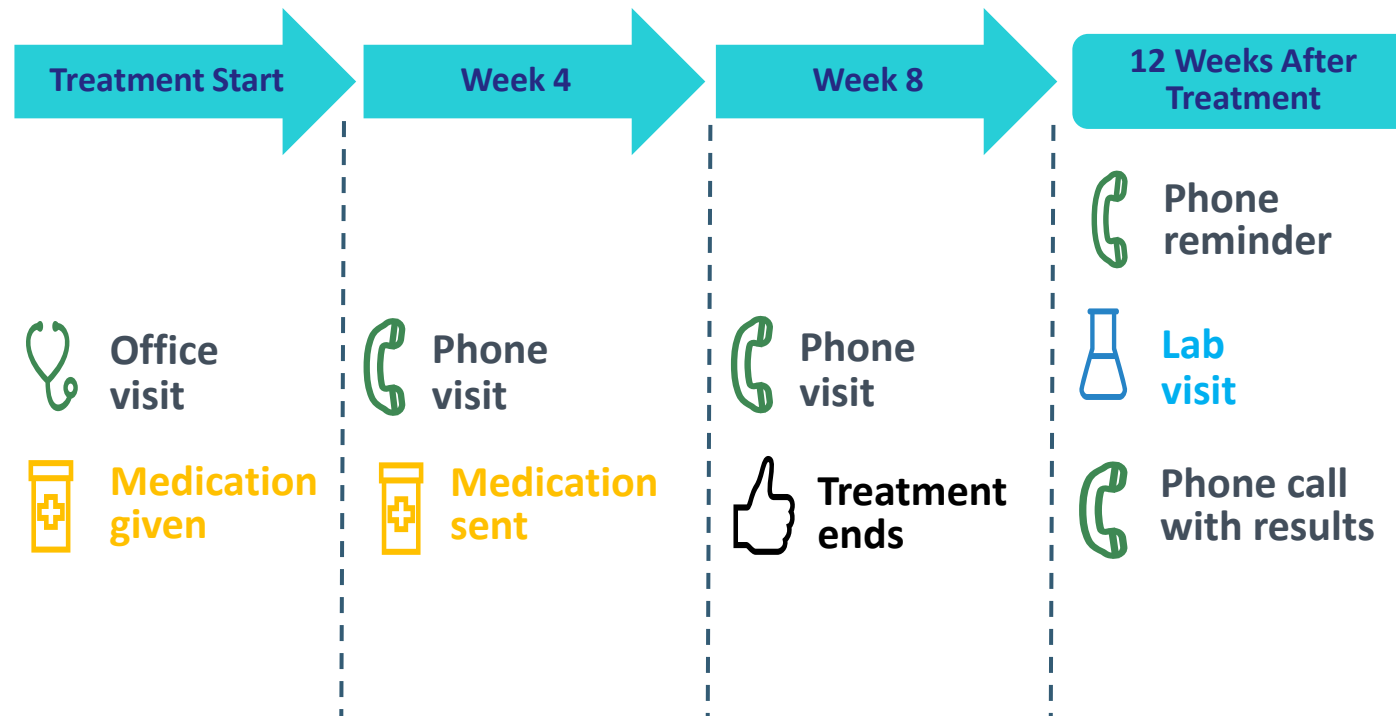 Treatment Start
Week 4
Week 8
12 Weeks After
Treatment
Office
visit
Medication
given
Phone
visit
Medication
sent
Phone
visit
Treatment
ends
Phone
reminder
Lab
visit
Phone call
with results